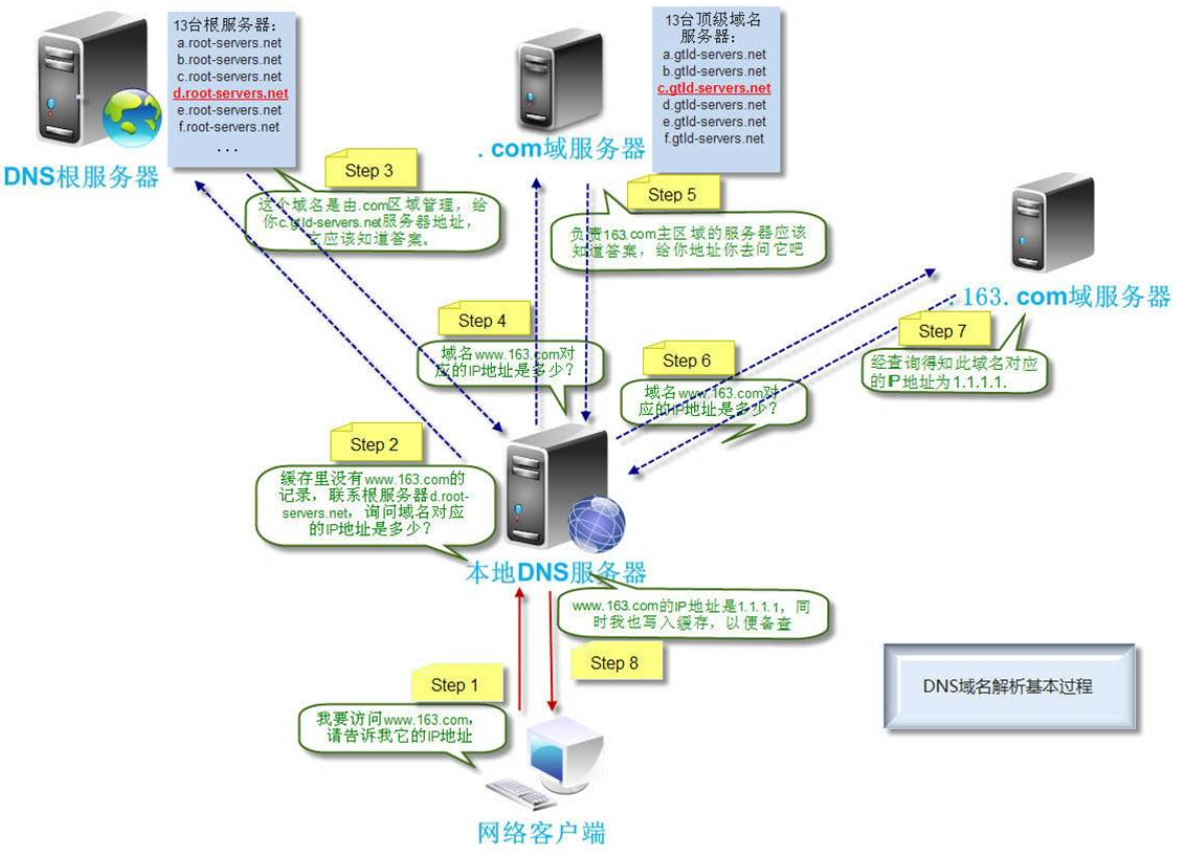 13台根服务器：
a.root-servers.net
b.root-servers.net
c.root-servers.net
d.root-servers.net
e.root-servers.net
f.root-servers.net
...
DNS根服务器
13台顶级域名
服务器：
a.gtld-servers.net
b.gtld-servers.net
c.gtld-servers.net
d.gtld-servers.net
e.gtld-servers.net
f.gtld-servers.net
.com域服务器
Step 3
这个域名是由.com区域管理，给
你c.gtld-servers.net服务器地址，
它应该知道答案。
Step 5
负责163.com主区域的服务器应该
知道答案，给你地址你去问它吧
.163.com域服务器
Step 4
域名www.163.com对
应的IP地址是多少？
Step 6
域名www.163.com对
应的IP地址是多少？
Step 7
经查询得知此域名对应
的IP地址为1.1.1.1.
Step 2
缓存里没有www.163.com的
记录，联系根服务器d.root-
servers.net，询问域名对应
的IP地址是多少？
本地DNS服务器
www.163.com的IP地址是1.1.1.1，同
时我也写入缓存，以便备查
Step 8
Step 1
我要访问www.163.com，
请告诉我它的IP地址
网络客户端
DNS域名解析基本过程